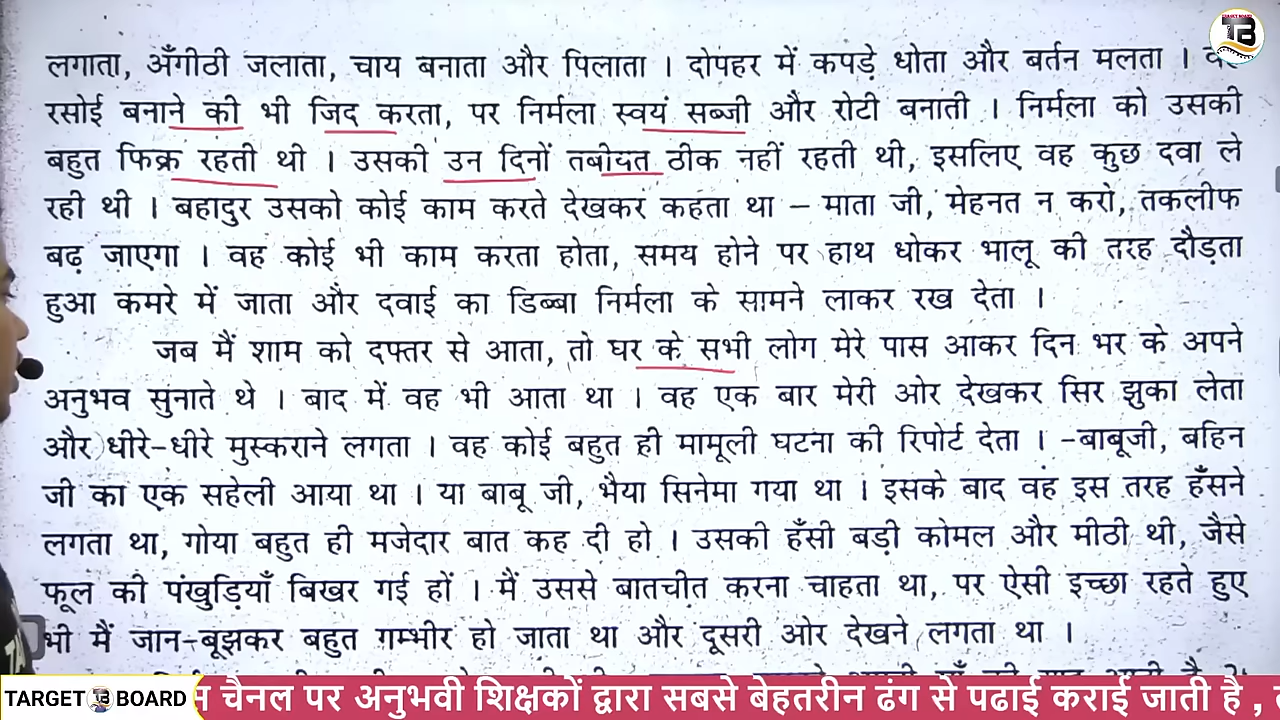 TARGET BOARD
TB
लगाता, अँगीठी जलाता, चाय बनाता और पिलाता । दोपहर में कपड़े धोता और बर्तन मलता ।
रसोई बनाने की भी जिद करता, पर निर्मला स्वयं सब्जी और रोटी बनाती । निर्मला को उसकी
बहुत फिक्र रहती थी । उसकी उन दिनों तबीयत ठीक नहीं रहती थी, इसलिए वह कुछ दवा ले
रही थी । बहादुर उसको कोई काम करते देखकर कहता था – माता जी, मेहनत न करो, तकलीफ
बढ़ जाएगा । वह कोई भी काम करता होता, समय होने पर हाथ धोकर भालू की तरह दौड़ता
हुआ कमरे में जाता और दवाई का डिब्बा निर्मला के सामने लाकर रख देता ।
जब मैं शाम को दफ्तर से आता, तो घर के सभी लोग मेरे पास आकर दिन भर के अपने
अनुभव सुनाते थे । बाद में वह भी आता था । वह एक बार मेरी ओर देखकर सिर झुका लेता
और धीरे-धीरे मुस्कराने लगता । वह कोई बहुत ही मामूली घटना की रिपोर्ट देता । -बाबूजी, बहिन
जी का एक सहेली आया था । या बाबू जी, भैया सिनेमा गया था । इसके बाद वह इस तरह हँसने
लगता था, गोया बहुत ही मजेदार बात कह दी हो । उसकी हँसी बड़ी कोमल और मीठी थी, जैसे
फूल की पंखुड़ियाँ बिखर गई हों । मैं उससे बातचीत करना चाहता था, पर ऐसी इच्छा रहते हुए
भी मैं जान-बूझकर बहुत गम्भीर हो जाता था और दूसरी ओर देखने लगता था ।
TARGET TB BOARD
चैनल पर अनुभवी शिक्षकों द्वारा सबसे बेहतरीन ढंग से पढाई कराई जाती है ,